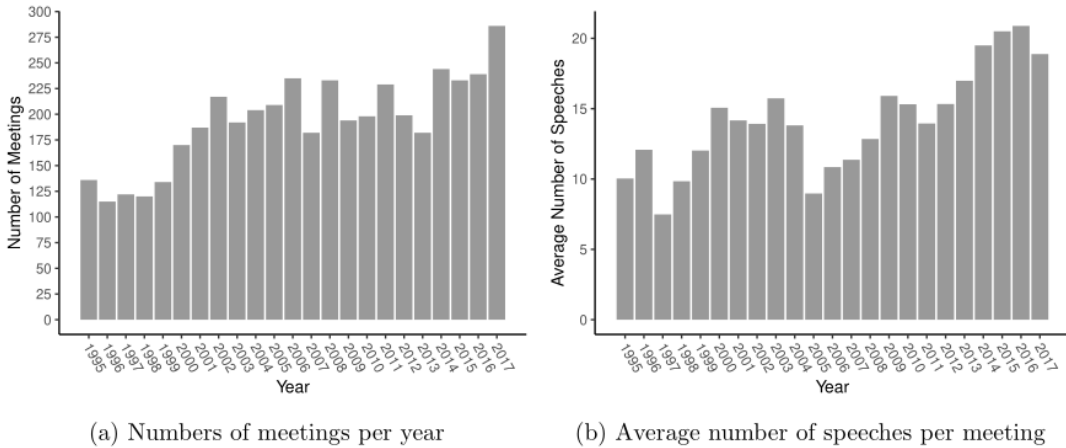 300
275
250
225
200
175
150
125
100
75
50
25
0
Number of Meetings
1995 1996 1997 1998 1999 2000 2001 2002 2003 2004 2005 2006 2007 2008 2009 2010 2011 2012 2013 2014 2015 2016 2017
Year
(a) Numbers of meetings per year
20
15
10
5
0
Average Number of Speeches
1995 1996 1997 1998 1999 2000 2001 2002 2003 2004 2005 2006 2007 2008 2009 2010 2011 2012 2013 2014 2015 2016 2017
Year
(b) Average number of speeches per meeting